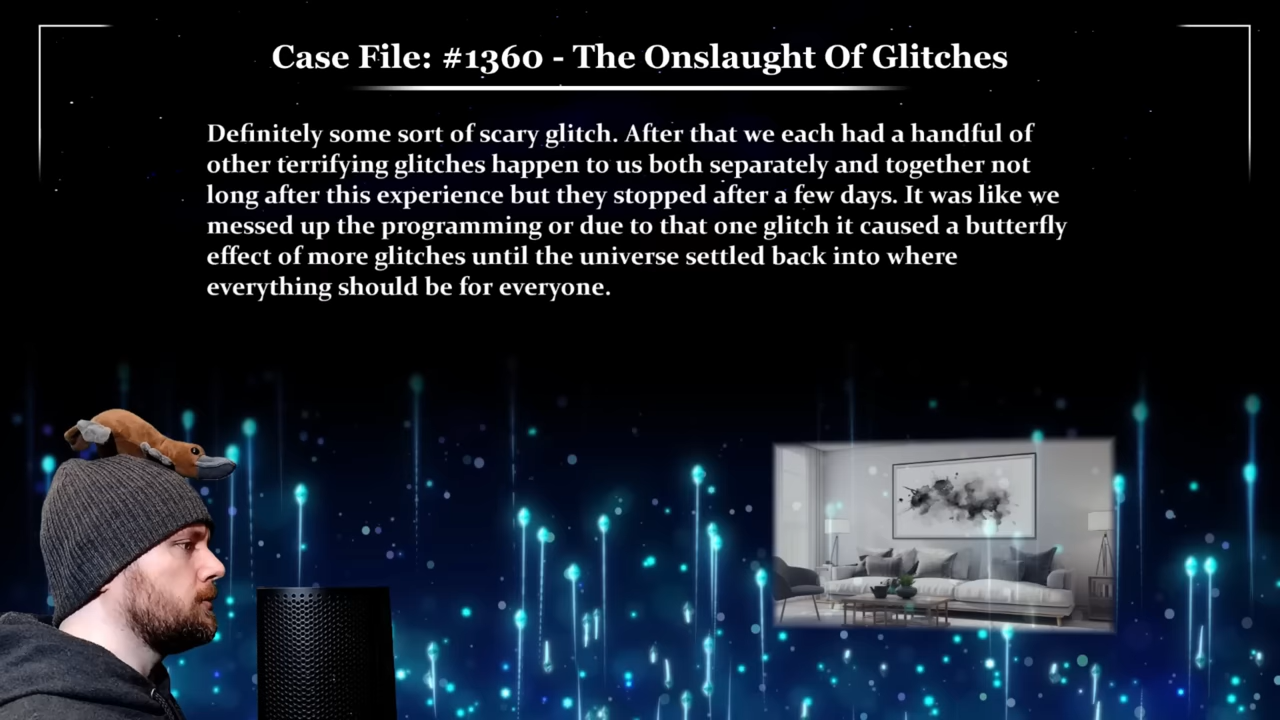 Case File: #1360 - The Onslaught Of Glitches
Definitely some sort of scary glitch. After that we each had a handful of
other terrifying glitches happen to us both separately and together not
long after this experience but they stopped after a few days. It was like we
messed up the programming or due to that one glitch it caused a butterfly
effect of more glitches until the universe settled back into where
everything should be for everyone.